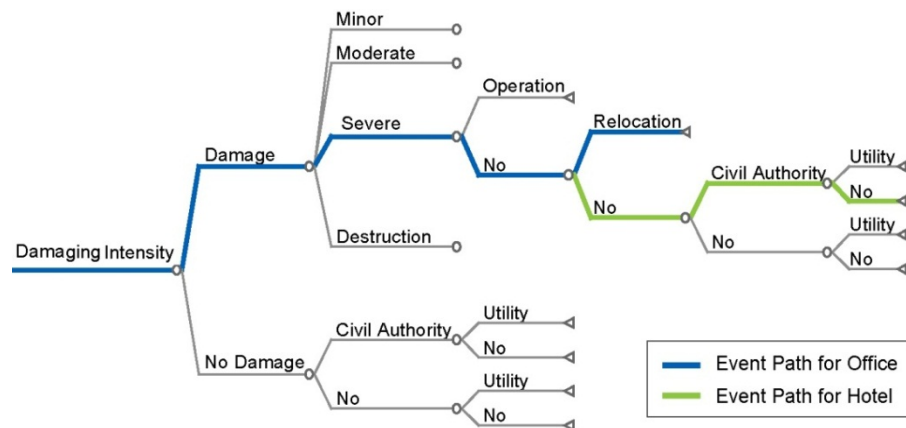 Minor
Moderate
Operation
Severe
Relocation
Damage
Utility
No
Civil Authority
No
No
Utility
Destruction
No
Damaging Intensity
No
Utility
Civil Authority
No
No Damage
Utility
No
No
Event Path for Office
Event Path for Hotel